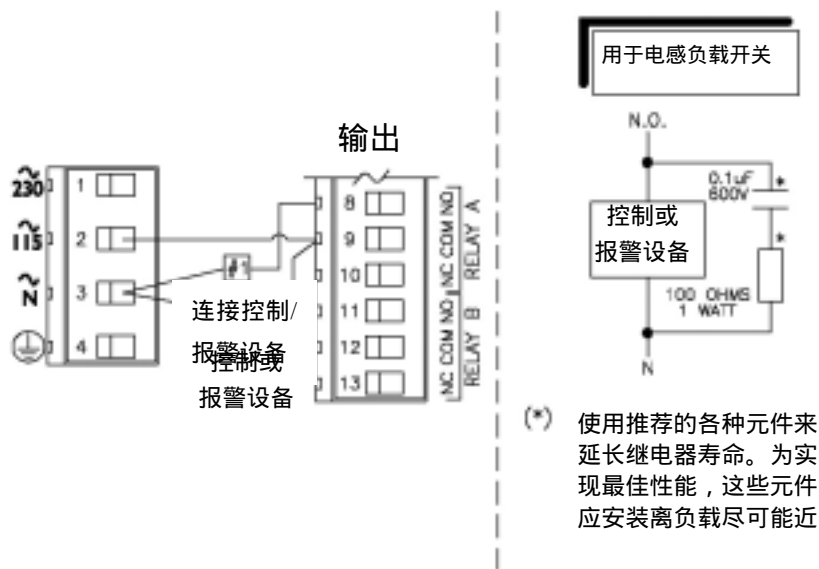 输出
230
115
N
1
2
3
4
#1
8
9
10
11
12
13
NC COM NO
RELAY A
NC COM NO
RELAY B
连接控制/
报警设备
控制或
报警设备
用于电感负载开关
N.O.
0.1uF
600V
*
控制或
报警设备
*
100 OHMS
1 WATT
N
(*) 使用推荐的各种元件来
延长继电器寿命。为实
现最佳性能，这些元件
应安装离负载尽可能近